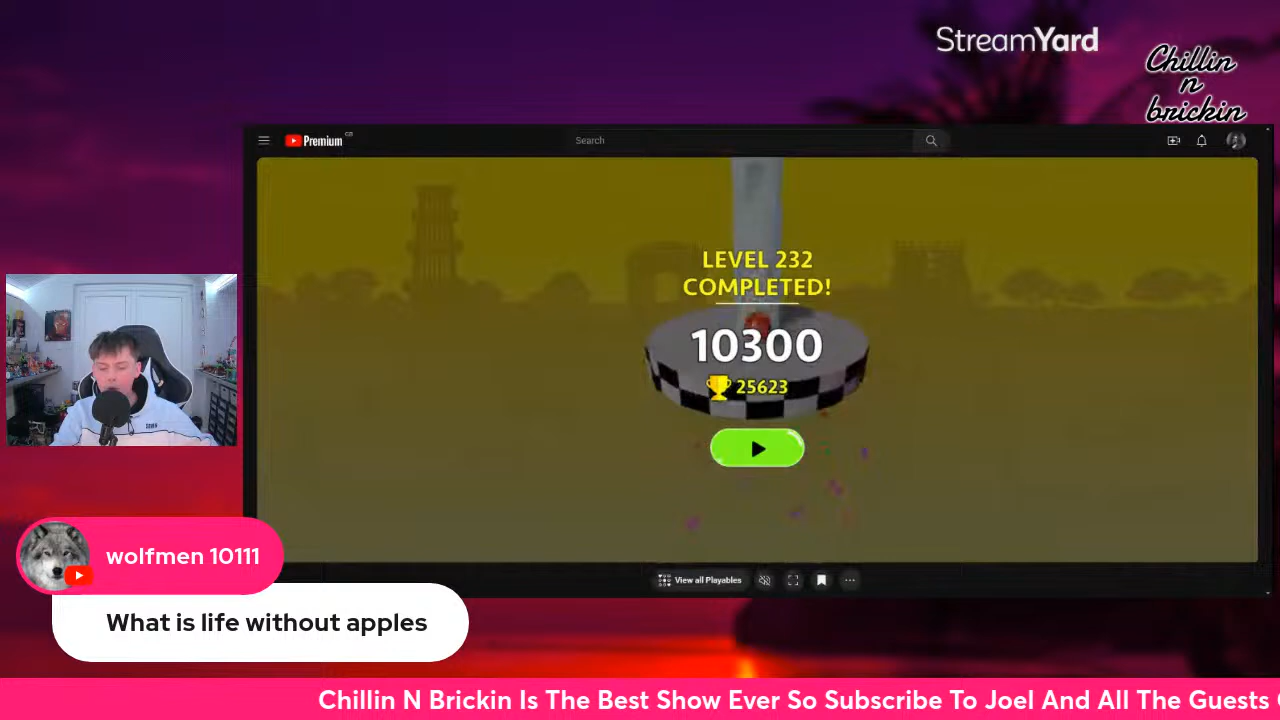 StreamYard
Chillin
n
brickin
Premium GB
Search
LEVEL 232
COMPLETED!
10300
25623
View all Playables
wolfmen 10111
What is life without apples
Chillin N Brickin Is The Best Show Ever So Subscribe To Joel And All The Guests